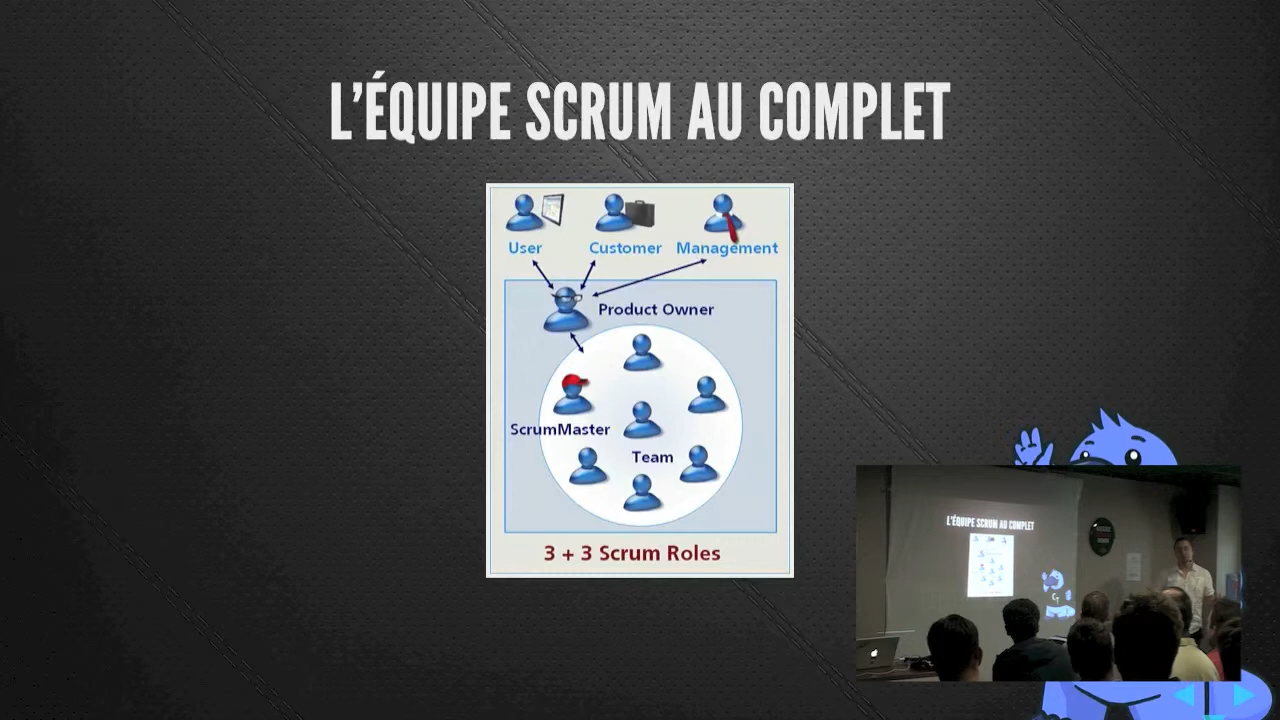 L'ÉQUIPE SCRUM AU COMPLET
User Customer Management
Product Owner
ScrumMaster
Team
3 + 3 Scrum Roles
L'ÉQUIPE SCRUM AU COMPLET